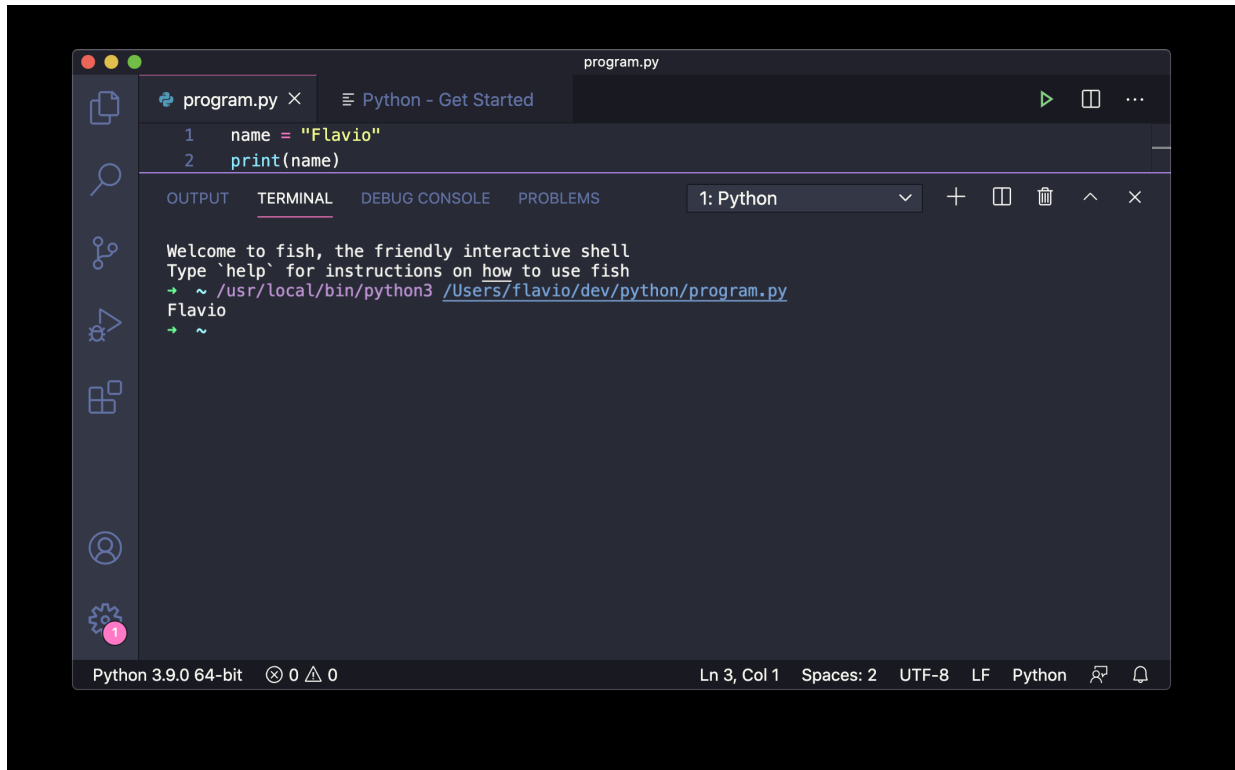 program.py
program.py Python - Get Started
1 name = "Flavio"
2 print(name)
OUTPUT TERMINAL DEBUG CONSOLE PROBLEMS 1: Python
Welcome to fish, the friendly interactive shell
Type `help` for instructions on how to use fish
➜ ~ /usr/local/bin/python3 /Users/flavio/dev/python/program.py
Flavio
➜ ~
1
Python 3.9.0 64-bit 0 0 Ln 3, Col 1 Spaces: 2 UTF-8 LF Python